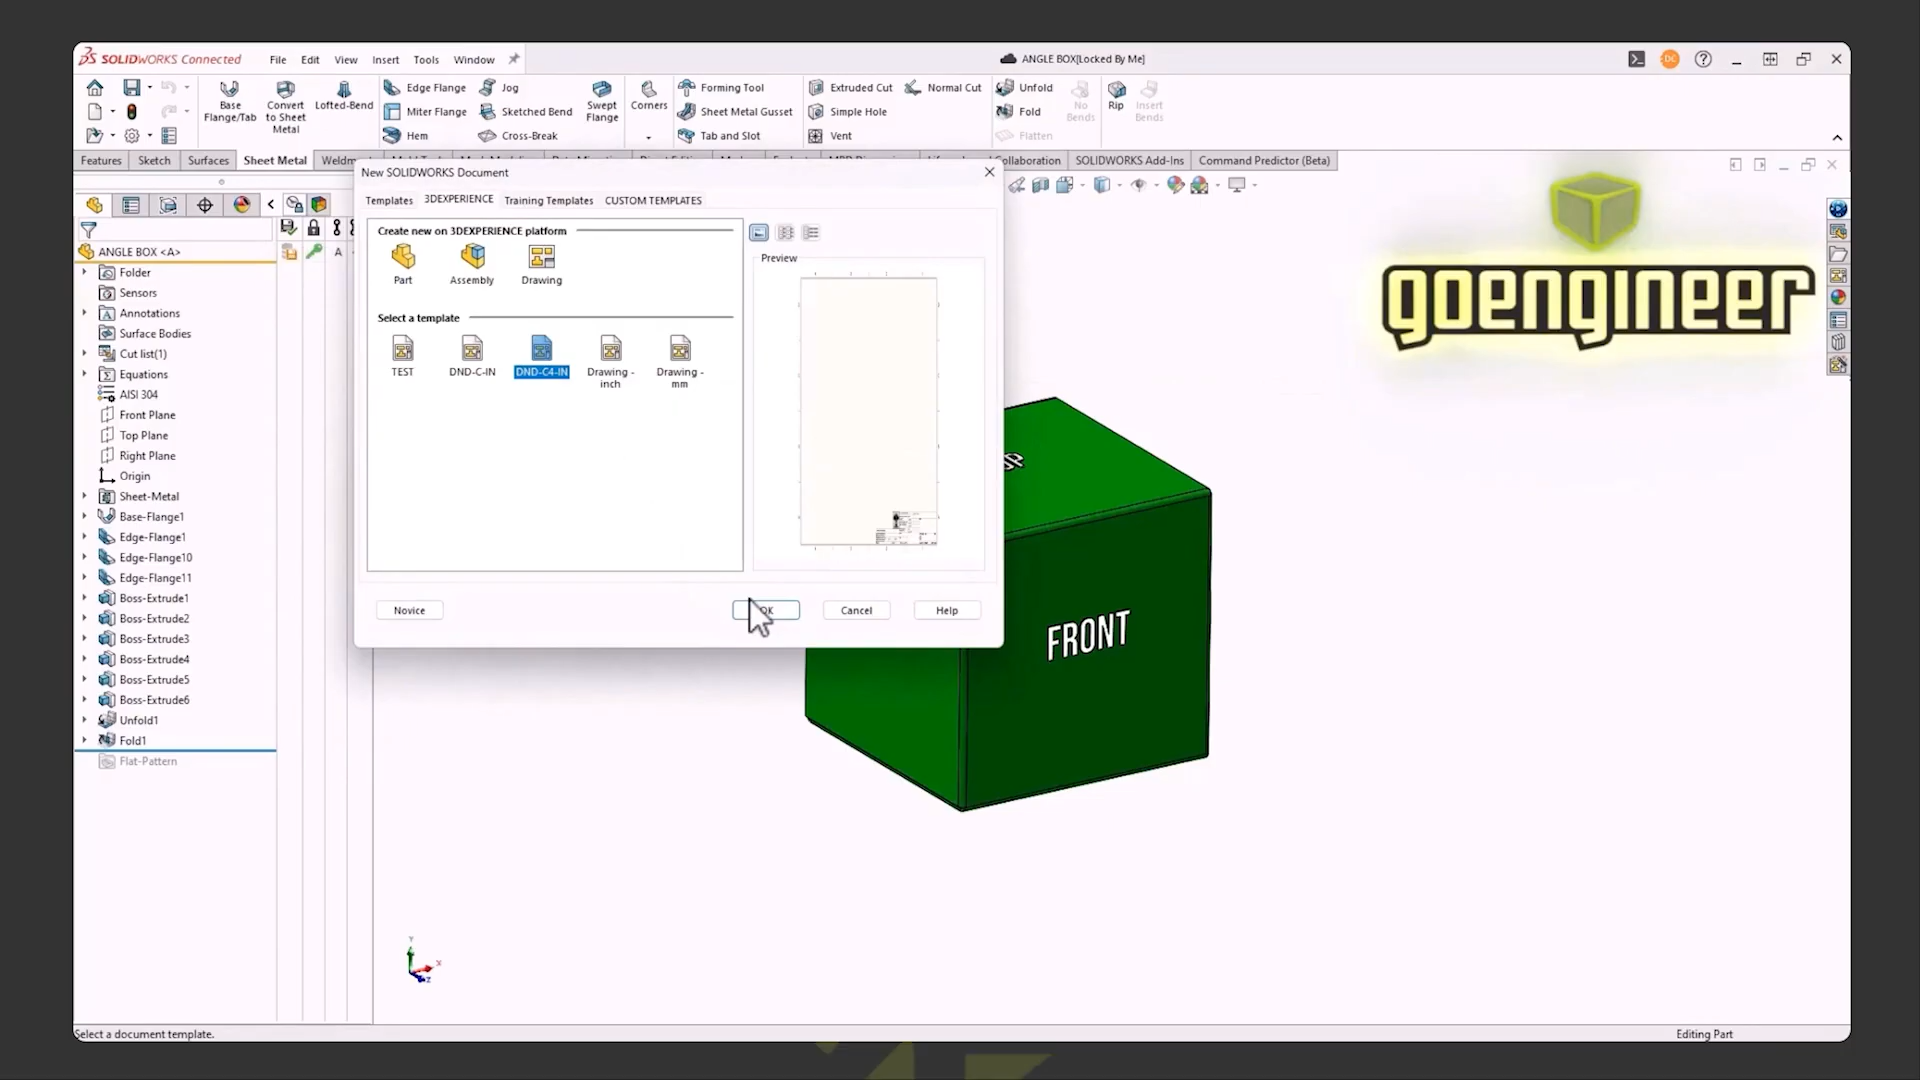 SOLIDWORKS Connected
File Edit View Insert Tools Window
ANGLE BOX[Locked By Me]
DC
Base Flange/Tab
Convert to Sheet Metal
Lofted-Bend
Edge Flange
Miter Flange
Hem
Jog
Sketched Bend
Cross-Break
Swept Flange
Corners
Forming Tool
Sheet Metal Gusset
Tab and Slot
Extruded Cut
Simple Hole
Vent
Normal Cut
Unfold
Fold
Flatten
No Bends
Rip
Insert Bends
Features Sketch Surfaces Sheet Metal
Collaboration SOLIDWORKS Add-Ins Command Predictor (Beta)
New SOLIDWORKS Document
Templates 3DEXPERIENCE Training Templates CUSTOM TEMPLATES
Create new on 3DEXPERIENCE platform
Part Assembly Drawing
Select a template
TEST
DND-C-IN
DND-C4-IN
Drawing - inch
Drawing - mm
Preview
Novice OK Cancel Help
ANGLE BOX <A>
A
Folder
Sensors
Annotations
Surface Bodies
Cut list(1)
Equations
AISI 304
Front Plane
Top Plane
Right Plane
Origin
Sheet-Metal
Base-Flange1
Edge-Flange1
Edge-Flange10
Edge-Flange11
Boss-Extrude1
Boss-Extrude2
Boss-Extrude3
Boss-Extrude4
Boss-Extrude5
Boss-Extrude6
Unfold1
Fold1
Flat-Pattern
goengineer
FRONT
Y
X
Z
Select a document template.
Editing Part